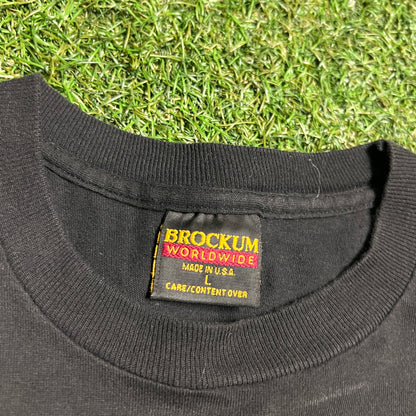 BROCKUM
WORLDWIDE
MADE IN U.S.A.
L
CARE/CONTENT OVER